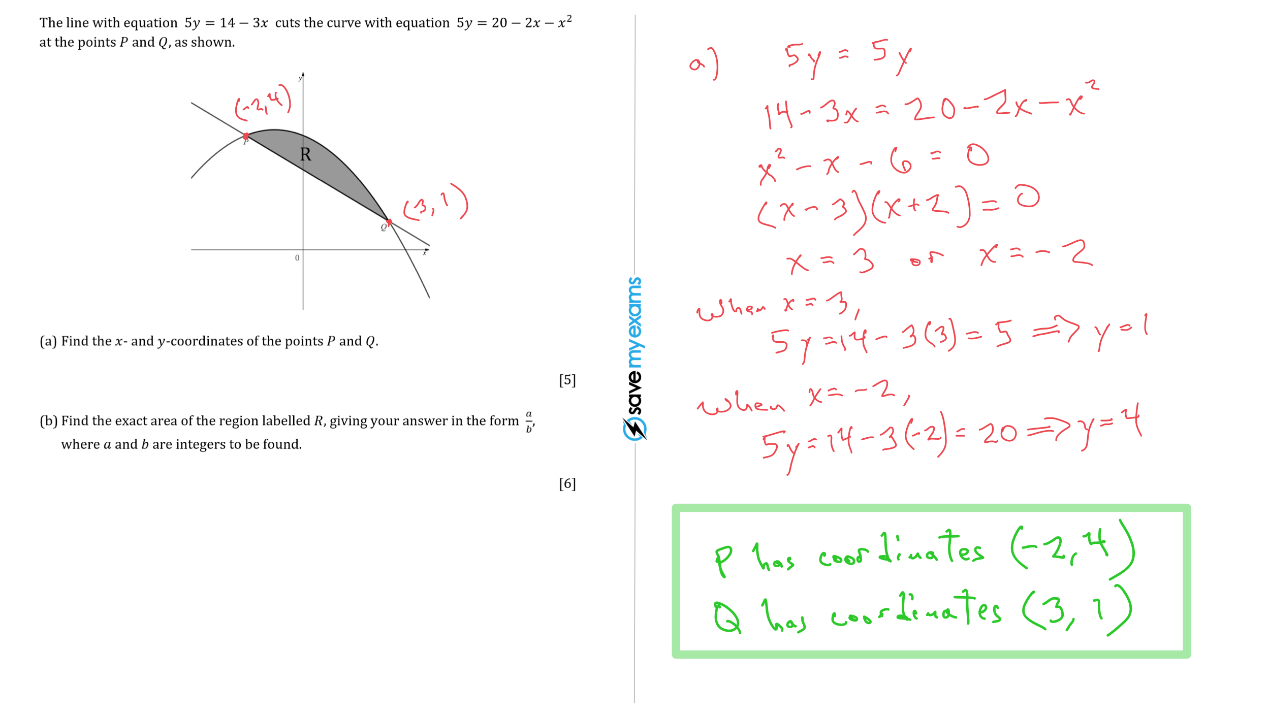 The line with equation 5y = 14 − 3x cuts the curve with equation 5y = 20 − 2x − x²
at the points P and Q, as shown.
y
(-2,4)
P
R
(3,1)
Q
x
0
(a) Find the x- and y-coordinates of the points P and Q.
[5]
(b) Find the exact area of the region labelled R, giving your answer in the form a/b,
where a and b are integers to be found.
[6]
save my exams
a) 5y = 5y
14 - 3x = 20 - 2x - x²
x² - x - 6 = 0
(x - 3)(x + 2) = 0
x = 3 or x = -2
When x = 3,
5y = 14 - 3(3) = 5 => y = 1
When x = -2,
5y = 14 - 3(-2) = 20 => y = 4
P has coordinates (-2, 4)
Q has coordinates (3, 1)